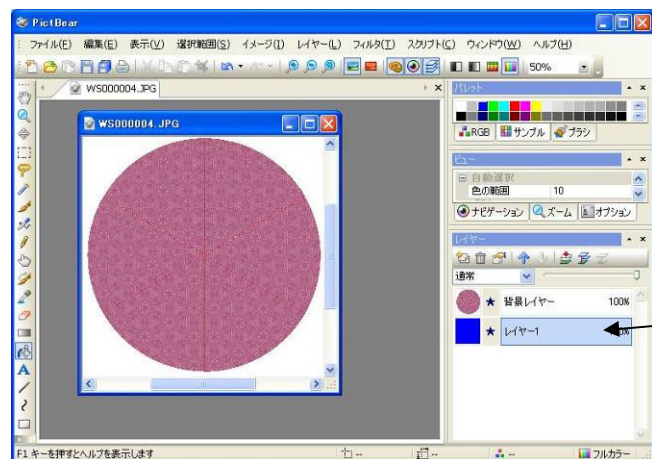 PictBear
ファイル(F) 編集(E) 表示(V) 選択範囲(S) イメージ(I) レイヤー(L) フィルタ(T) スクリプト(C) ウィンドウ(W) ヘルプ(H)
50%
WS000004.JPG
パレット
WS000004.JPG
RGB サンプル ブラシ
ビュー
自動選択
色の範囲 10
ナビゲーション ズーム オプション
レイヤー
通常
背景レイヤー 100%
レイヤー1
F1 キーを押すとヘルプを表示します
-- -- -- フルカラー